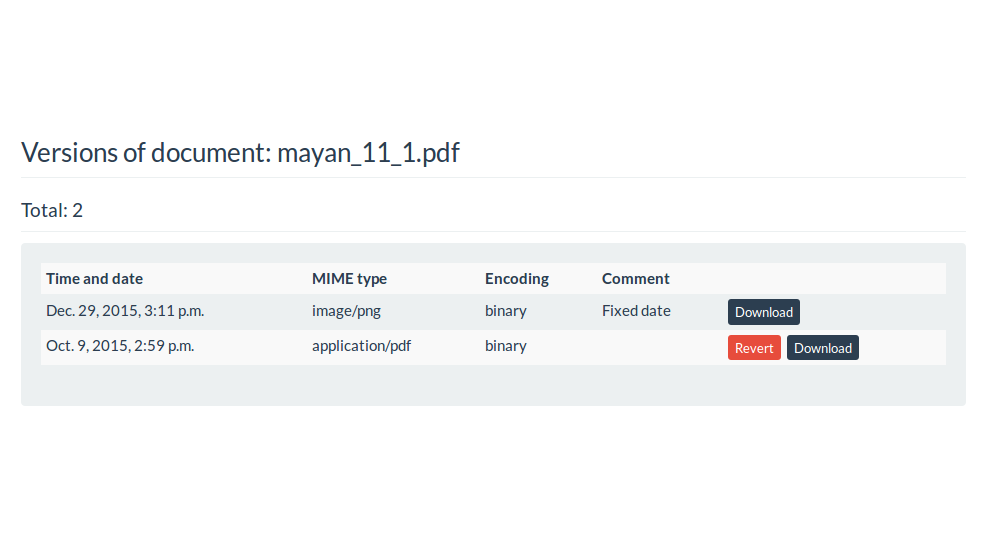 Versions of document: mayan_11_1.pdf
Total: 2
Time and date MIME type Encoding Comment
Dec. 29, 2015, 3:11 p.m. image/png binary Fixed date Download
Oct. 9, 2015, 2:59 p.m. application/pdf binary Revert Download